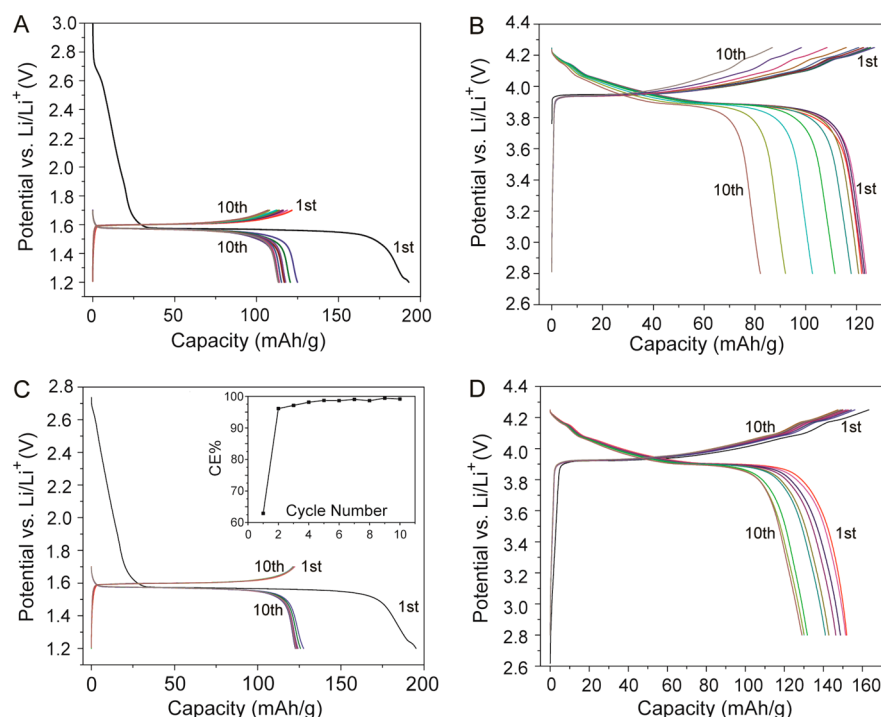 A
Potential vs. Li/Li+ (V)
3.0
2.8
2.6
2.4
2.2
2.0
1.8
1.6
1.4
1.2
10th
1st
10th
1st
0 50 100 150 200
Capacity (mAh/g)
B
Potential vs. Li/Li+ (V)
4.4
4.2
4.0
3.8
3.6
3.4
3.2
3.0
2.8
2.6
10th
1st
10th
1st
0 20 40 60 80 100 120
Capacity (mAh/g)
C
Potential vs. Li/Li+ (V)
2.8
2.6
2.4
2.2
2.0
1.8
1.6
1.4
1.2
CE%
100
95
90
85
80
75
70
65
60
0 2 4 6 8 10 12
Cycle Number
1st
10th
1st
0 50 100 150 200
Capacity (mAh/g)
D
Potential vs. Li/Li+ (V)
4.4
4.2
4.0
3.8
3.6
3.4
3.2
3.0
2.8
2.6
10th
1st
10th
1st
0 20 40 60 80 100 120 140 160
Capacity (mAh/g)